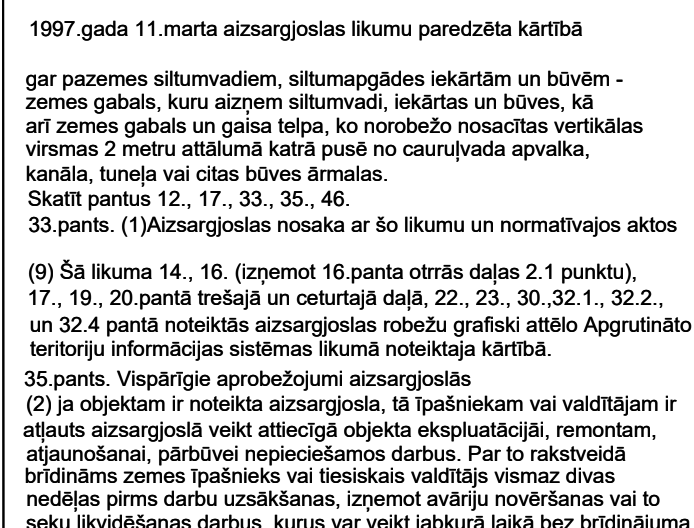 1997.gada 11.marta aizsargjoslas likumu paredzēta kārtībā
gar pazemes siltumvadiem, siltumapgādes iekārtām un būvēm -
zemes gabals, kuru aizņem siltumvadi, iekārtas un būves, kā
arī zemes gabals un gaisa telpa, ko norobežo nosacītas vertikālas
virsmas 2 metru attālumā katrā pusē no cauruļvada apvalka,
kanāla, tuneļa vai citas būves ārmalas.
Skatīt pantus 12., 17., 33., 35., 46.
33.pants. (1)Aizsargjoslas nosaka ar šo likumu un normatīvajos aktos
(9) Šā likuma 14., 16. (izņemot 16.panta otrrās daļas 2.1 punktu),
17., 19., 20.pantā trešajā un ceturtajā daļā, 22., 23., 30.,32.1., 32.2.,
un 32.4 pantā noteiktās aizsargjoslas robežu grafiski attēlo Apgrutināto
teritoriju informācijas sistēmas likumā noteiktaja kārtībā.
35.pants. Vispārīgie aprobežojumi aizsargjoslās
(2) ja objektam ir noteikta aizsargjosla, tā īpašniekam vai valdītājam ir
atļauts aizsargjoslā veikt attiecīgā objekta ekspluatācijāi, remontam,
atjaunošanai, pārbūvei nepieciešamos darbus. Par to rakstveidā
brīdināms zemes īpašnieks vai tiesiskais valdītājs vismaz divas
nedēļas pirms darbu uzsākšanas, izņemot avāriju novēršanas vai to
seku likvidēšanas darbus, kurus var veikt jabkurā laikā bez brīdinājuma